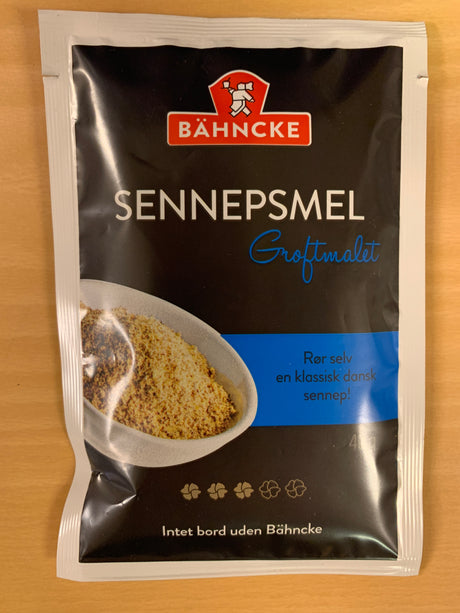 BÄHNCKE
SENNEPSMEL
Groftmalet
Rør selv
en klassisk dansk
sennep!
Intet bord uden Bähncke